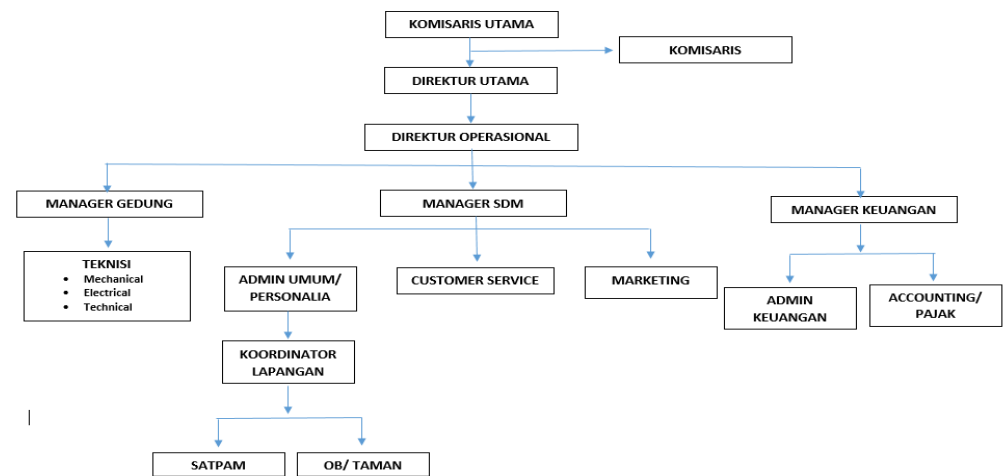 KOMISARIS UTAMA
KOMISARIS
DIREKTUR UTAMA
DIREKTUR OPERASIONAL
MANAGER GEDUNG
MANAGER SDM
MANAGER KEUANGAN
TEKNISI
• Mechanical
• Electrical
• Technical
ADMIN UMUM/
PERSONALIA
CUSTOMER SERVICE
MARKETING
ADMIN
KEUANGAN
ACCOUNTING/
PAJAK
KOORDINATOR
LAPANGAN
SATPAM
OB/ TAMAN